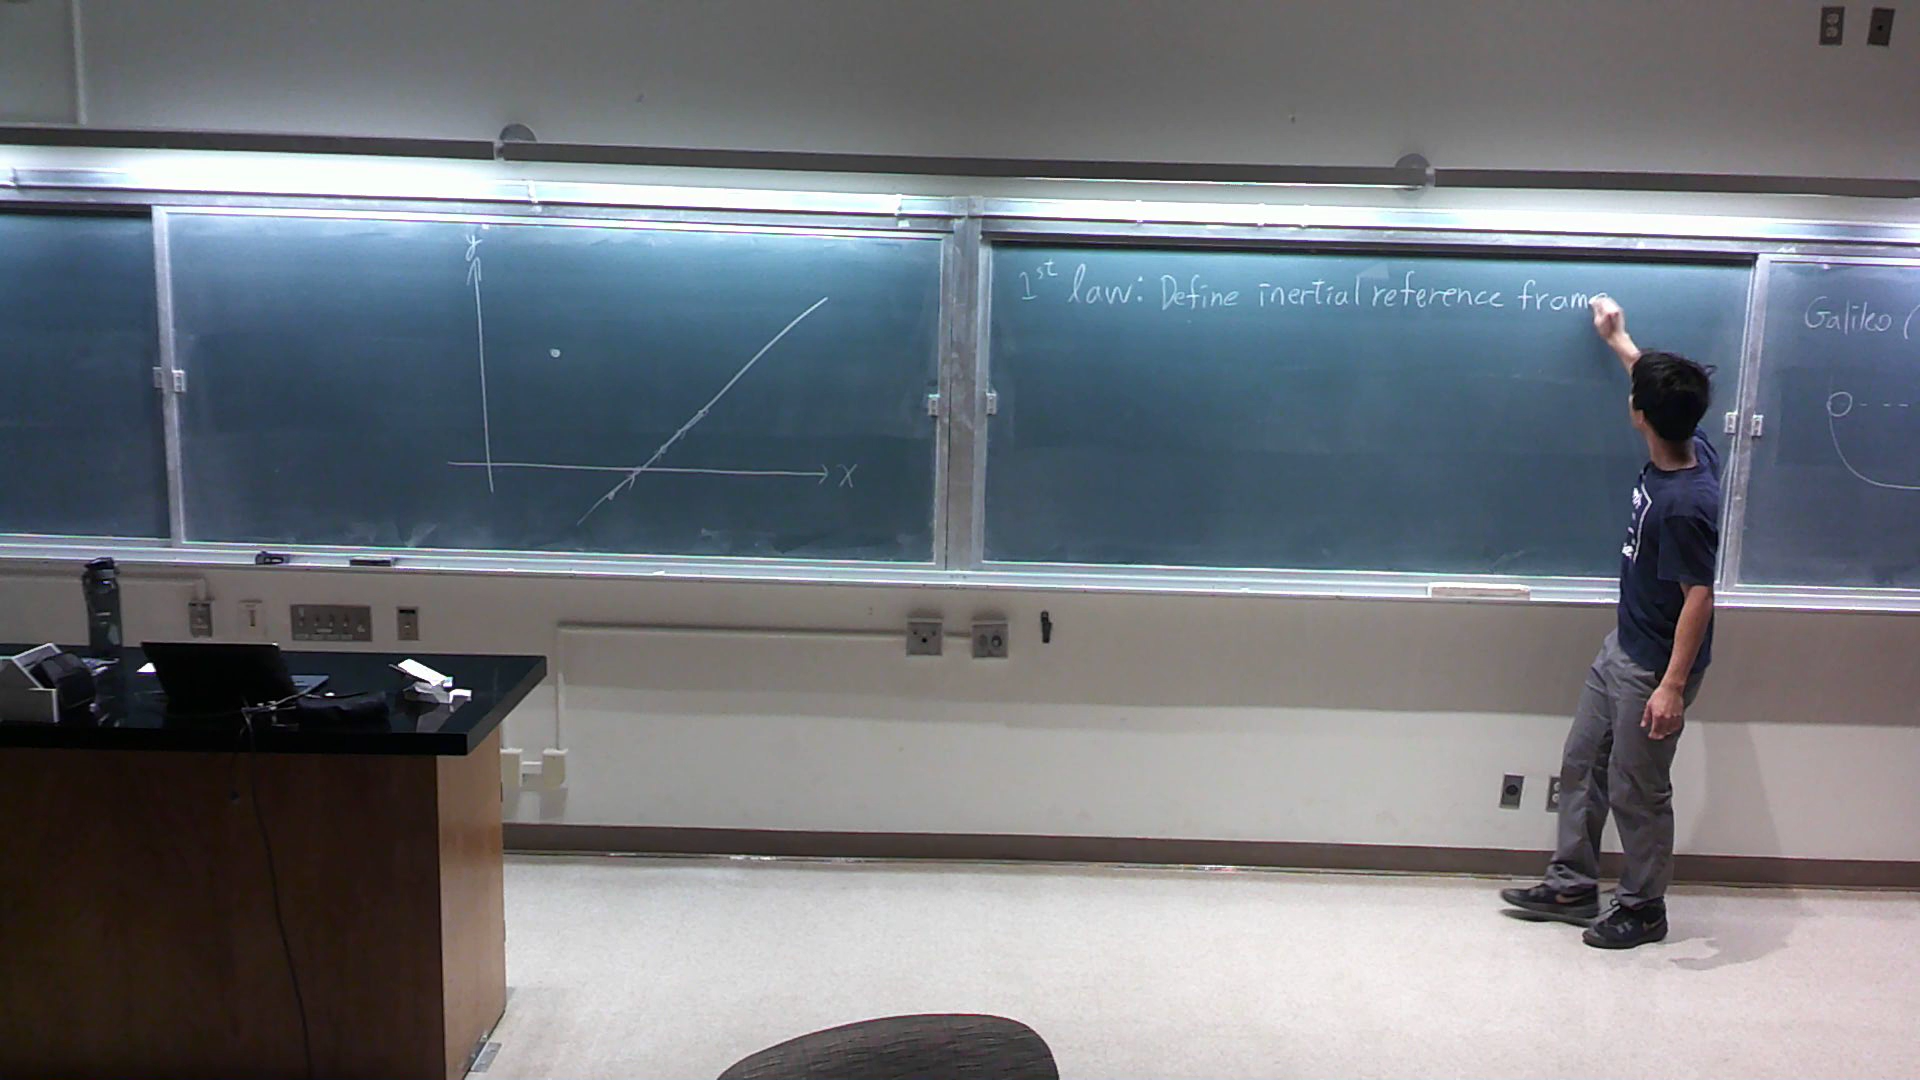 y
x
1st law: Define inertial reference frame
Galileo (